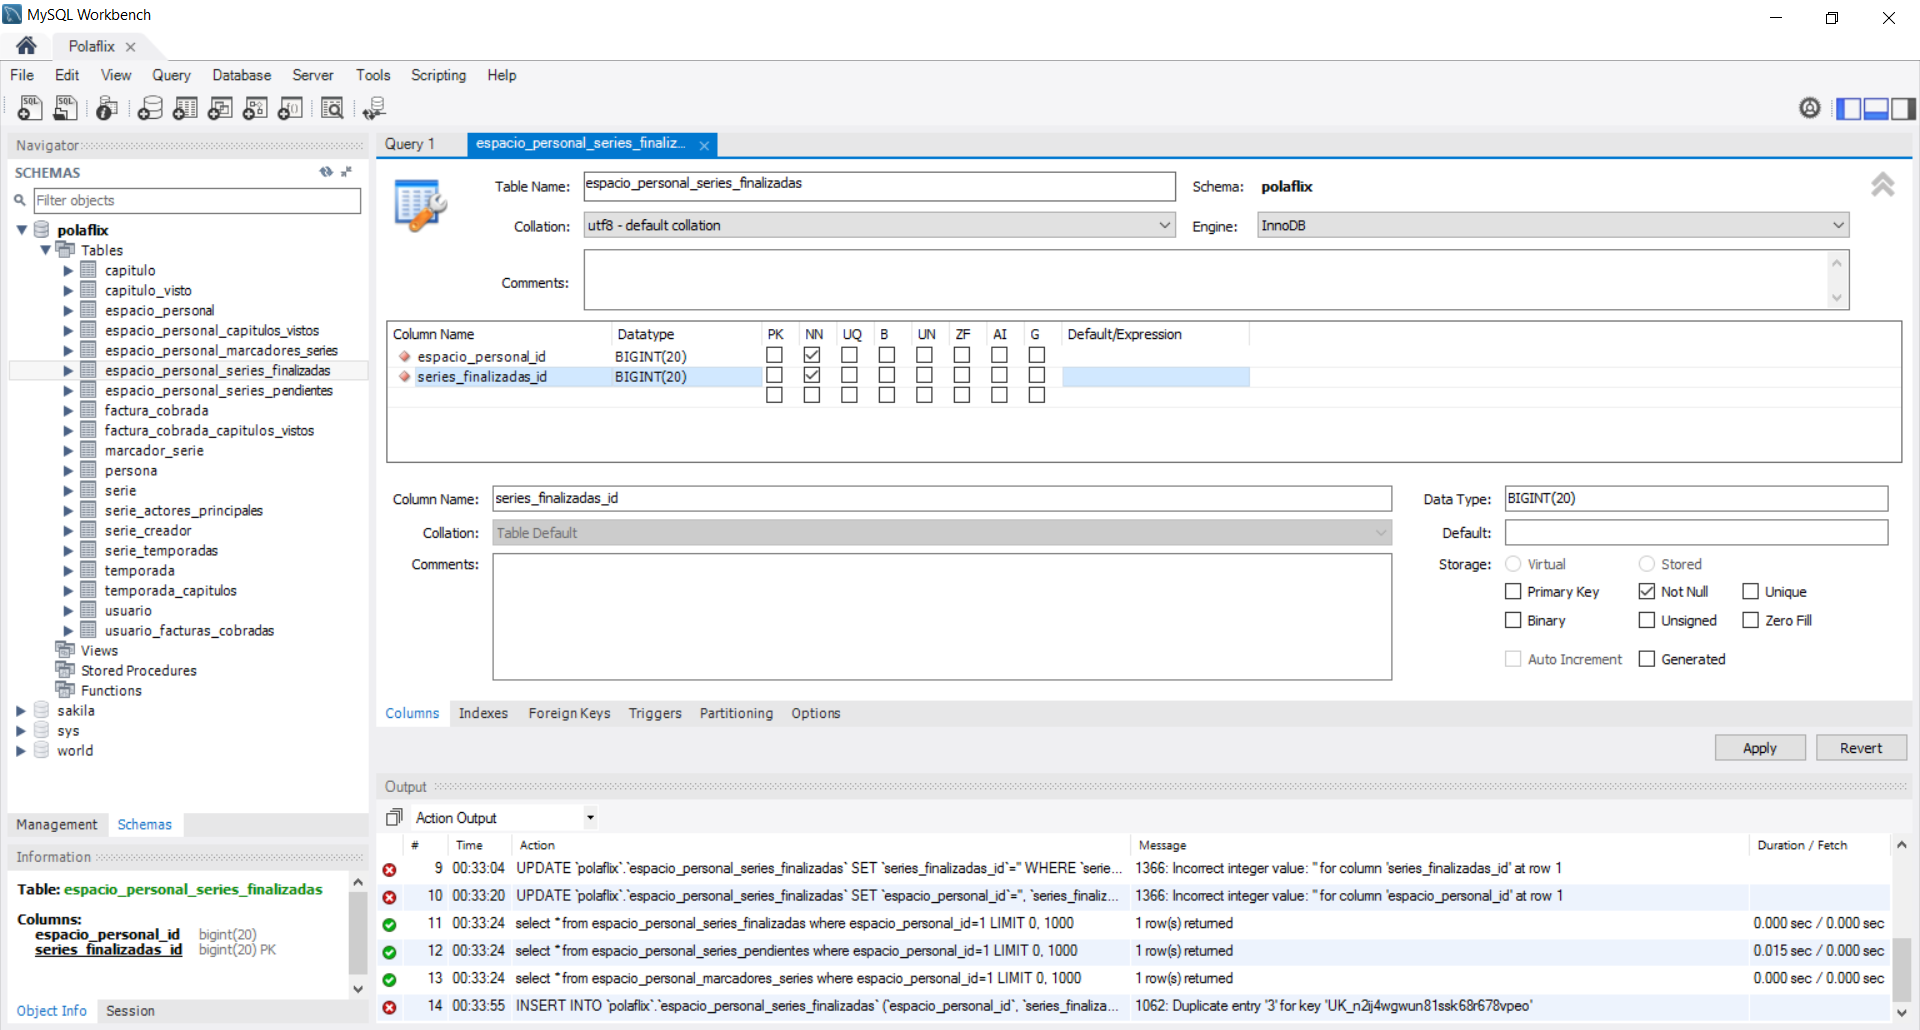 MySQL Workbench
Polaflix
File Edit View Query Database Server Tools Scripting Help
Navigator
SCHEMAS
Filter objects
polaflix
Tables
capitulo
capitulo_visto
espacio_personal
espacio_personal_capitulos_vistos
espacio_personal_marcadores_series
espacio_personal_series_finalizadas
espacio_personal_series_pendientes
factura_cobrada
factura_cobrada_capitulos_vistos
marcador_serie
persona
serie
serie_actores_principales
serie_creador
serie_temporadas
temporada
temporada_capitulos
usuario
usuario_facturas_cobradas
Views
Stored Procedures
Functions
sakila
sys
world
Management Schemas
Information
Table: espacio_personal_series_finalizadas
Columns:
espacio_personal_id bigint(20)
series_finalizadas_id bigint(20) PK
Object Info Session
Query 1 espacio_personal_series_finaliz...
Table Name: espacio_personal_series_finalizadas Schema: polaflix
Collation: utf8 - default collation Engine: InnoDB
Comments:
Column Name Datatype PK NN UQ B UN ZF AI G Default/Expression
espacio_personal_id BIGINT(20)
series_finalizadas_id BIGINT(20)
Column Name: series_finalizadas_id Data Type: BIGINT(20)
Collation: Table Default Default:
Comments: Storage: Virtual Stored
Primary Key Not Null Unique
Binary Unsigned Zero Fill
Auto Increment Generated
Columns Indexes Foreign Keys Triggers Partitioning Options
Apply Revert
Output
Action Output
# Time Action Message Duration / Fetch
9 00:33:04 UPDATE `polaflix`.`espacio_personal_series_finalizadas` SET `series_finalizadas_id`='' WHERE `serie... 1366: Incorrect integer value: '' for column 'series_finalizadas_id' at row 1
10 00:33:20 UPDATE `polaflix`.`espacio_personal_series_finalizadas` SET `espacio_personal_id`='', `series_finaliz... 1366: Incorrect integer value: '' for column 'espacio_personal_id' at row 1
11 00:33:24 select * from espacio_personal_series_finalizadas where espacio_personal_id=1 LIMIT 0, 1000 1 row(s) returned 0.000 sec / 0.000 sec
12 00:33:24 select * from espacio_personal_series_pendientes where espacio_personal_id=1 LIMIT 0, 1000 1 row(s) returned 0.015 sec / 0.000 sec
13 00:33:24 select * from espacio_personal_marcadores_series where espacio_personal_id=1 LIMIT 0, 1000 1 row(s) returned 0.000 sec / 0.000 sec
14 00:33:55 INSERT INTO `polaflix`.`espacio_personal_series_finalizadas` (`espacio_personal_id`, `series_finaliza... 1062: Duplicate entry '3' for key 'UK_n2ij4wgwun81ssk68r678vpeo'